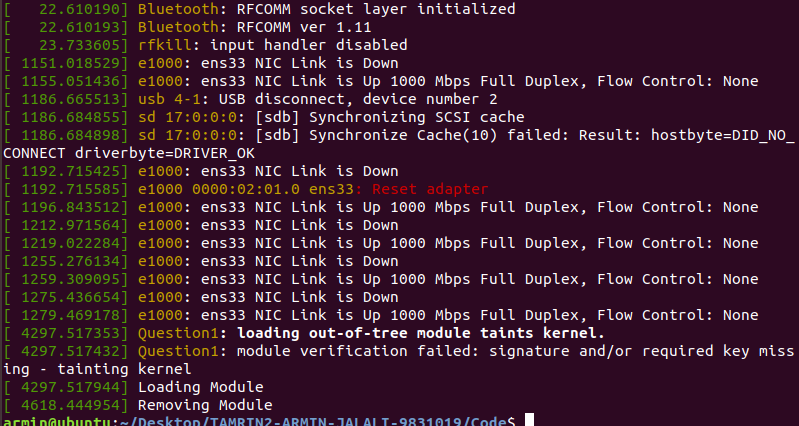 [   22.610190] Bluetooth: RFCOMM socket layer initialized
[   22.610193] Bluetooth: RFCOMM ver 1.11
[   23.733605] rfkill: input handler disabled
[ 1151.018529] e1000: ens33 NIC Link is Down
[ 1155.051436] e1000: ens33 NIC Link is Up 1000 Mbps Full Duplex, Flow Control: None
[ 1186.665513] usb 4-1: USB disconnect, device number 2
[ 1186.684855] sd 17:0:0:0: [sdb] Synchronizing SCSI cache
[ 1186.684898] sd 17:0:0:0: [sdb] Synchronize Cache(10) failed: Result: hostbyte=DID_NO_
CONNECT driverbyte=DRIVER_OK
[ 1192.715425] e1000: ens33 NIC Link is Down
[ 1192.715585] e1000 0000:02:01.0 ens33: Reset adapter
[ 1196.843512] e1000: ens33 NIC Link is Up 1000 Mbps Full Duplex, Flow Control: None
[ 1212.971564] e1000: ens33 NIC Link is Down
[ 1219.022284] e1000: ens33 NIC Link is Up 1000 Mbps Full Duplex, Flow Control: None
[ 1255.276134] e1000: ens33 NIC Link is Down
[ 1259.309095] e1000: ens33 NIC Link is Up 1000 Mbps Full Duplex, Flow Control: None
[ 1275.436654] e1000: ens33 NIC Link is Down
[ 1279.469178] e1000: ens33 NIC Link is Up 1000 Mbps Full Duplex, Flow Control: None
[ 4297.517353] Question1: loading out-of-tree module taints kernel.
[ 4297.517432] Question1: module verification failed: signature and/or required key miss
ing - tainting kernel
[ 4297.517944] Loading Module
[ 4618.444954] Removing Module
armin@ubuntu:~/Desktop/TAMRIN2-ARMIN-JALALI-9831019/Code$